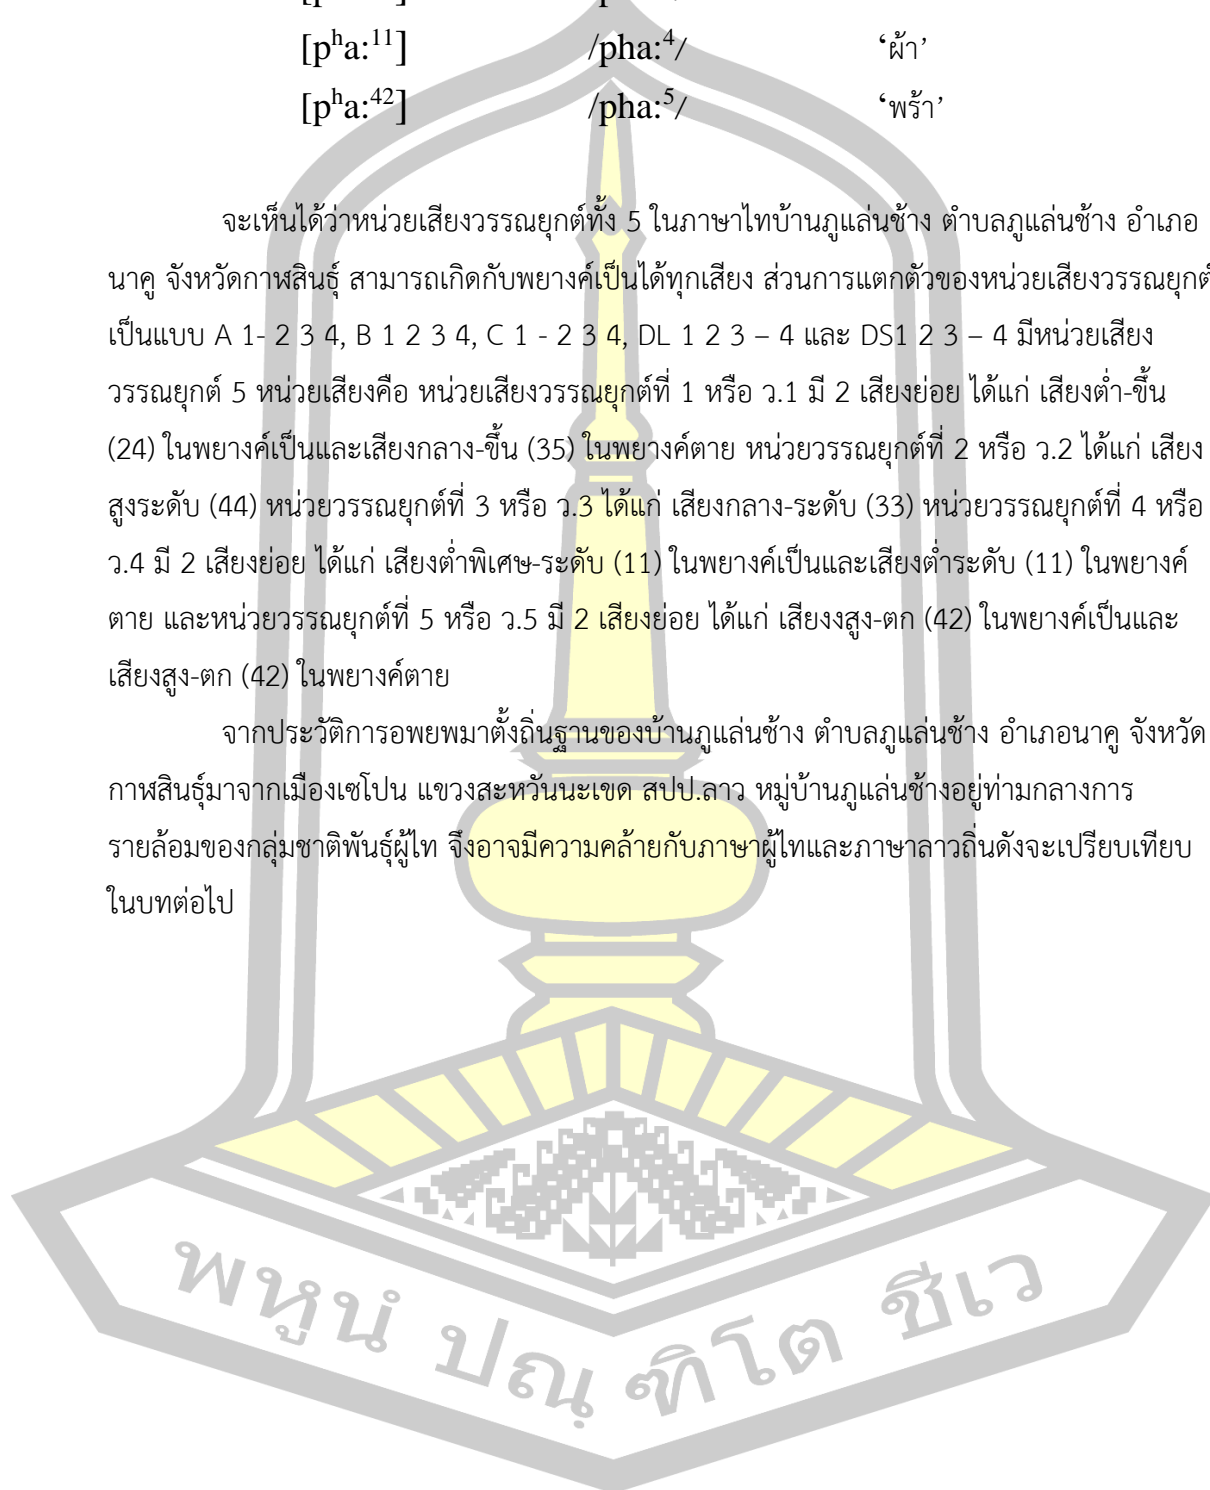 [pʰa:¹¹] /pha:⁴/ ‘ผ้า’
[pʰa:⁴²] /pha:⁵/ ‘พร้า’
จะเห็นได้ว่าหน่วยเสียงวรรณยุกต์ทั้ง 5 ในภาษาไทบ้านภูแล่นช้าง ตำบลภูแล่นช้าง อำเภอ
นาคู จังหวัดกาฬสินธุ์ สามารถเกิดกับพยางค์เป็นได้ทุกเสียง ส่วนการแตกตัวของหน่วยเสียงวรรณยุกต์
เป็นแบบ A 1- 2 3 4, B 1 2 3 4, C 1 - 2 3 4, DL 1 2 3 – 4 และ DS1 2 3 – 4 มีหน่วยเสียง
วรรณยุกต์ 5 หน่วยเสียงคือ หน่วยเสียงวรรณยุกต์ที่ 1 หรือ ว.1 มี 2 เสียงย่อย ได้แก่ เสียงต่ำ-ขึ้น
(24) ในพยางค์เป็นและเสียงกลาง-ขึ้น (35) ในพยางค์ตาย หน่วยวรรณยุกต์ที่ 2 หรือ ว.2 ได้แก่ เสียง
สูงระดับ (44) หน่วยวรรณยุกต์ที่ 3 หรือ ว.3 ได้แก่ เสียงกลาง-ระดับ (33) หน่วยวรรณยุกต์ที่ 4 หรือ
ว.4 มี 2 เสียงย่อย ได้แก่ เสียงต่ำพิเศษ-ระดับ (11) ในพยางค์เป็นและเสียงต่ำระดับ (11) ในพยางค์
ตาย และหน่วยวรรณยุกต์ที่ 5 หรือ ว.5 มี 2 เสียงย่อย ได้แก่ เสียงงสูง-ตก (42) ในพยางค์เป็นและ
เสียงสูง-ตก (42) ในพยางค์ตาย
จากประวัติการอพยพมาตั้งถิ่นฐานของบ้านภูแล่นช้าง ตำบลภูแล่นช้าง อำเภอนาคู จังหวัด
กาฬสินธุ์มาจากเมืองเซโปน แขวงสะหวันนะเขต สปป.ลาว หมู่บ้านภูแล่นช้างอยู่ท่ามกลางการ
รายล้อมของกลุ่มชาติพันธุ์ผู้ไท จึงอาจมีความคล้ายกับภาษาผู้ไทและภาษาลาวถิ่นดังจะเปรียบเทียบ
ในบทต่อไป
พหูนํ ปณฺฑิโต ชีเว